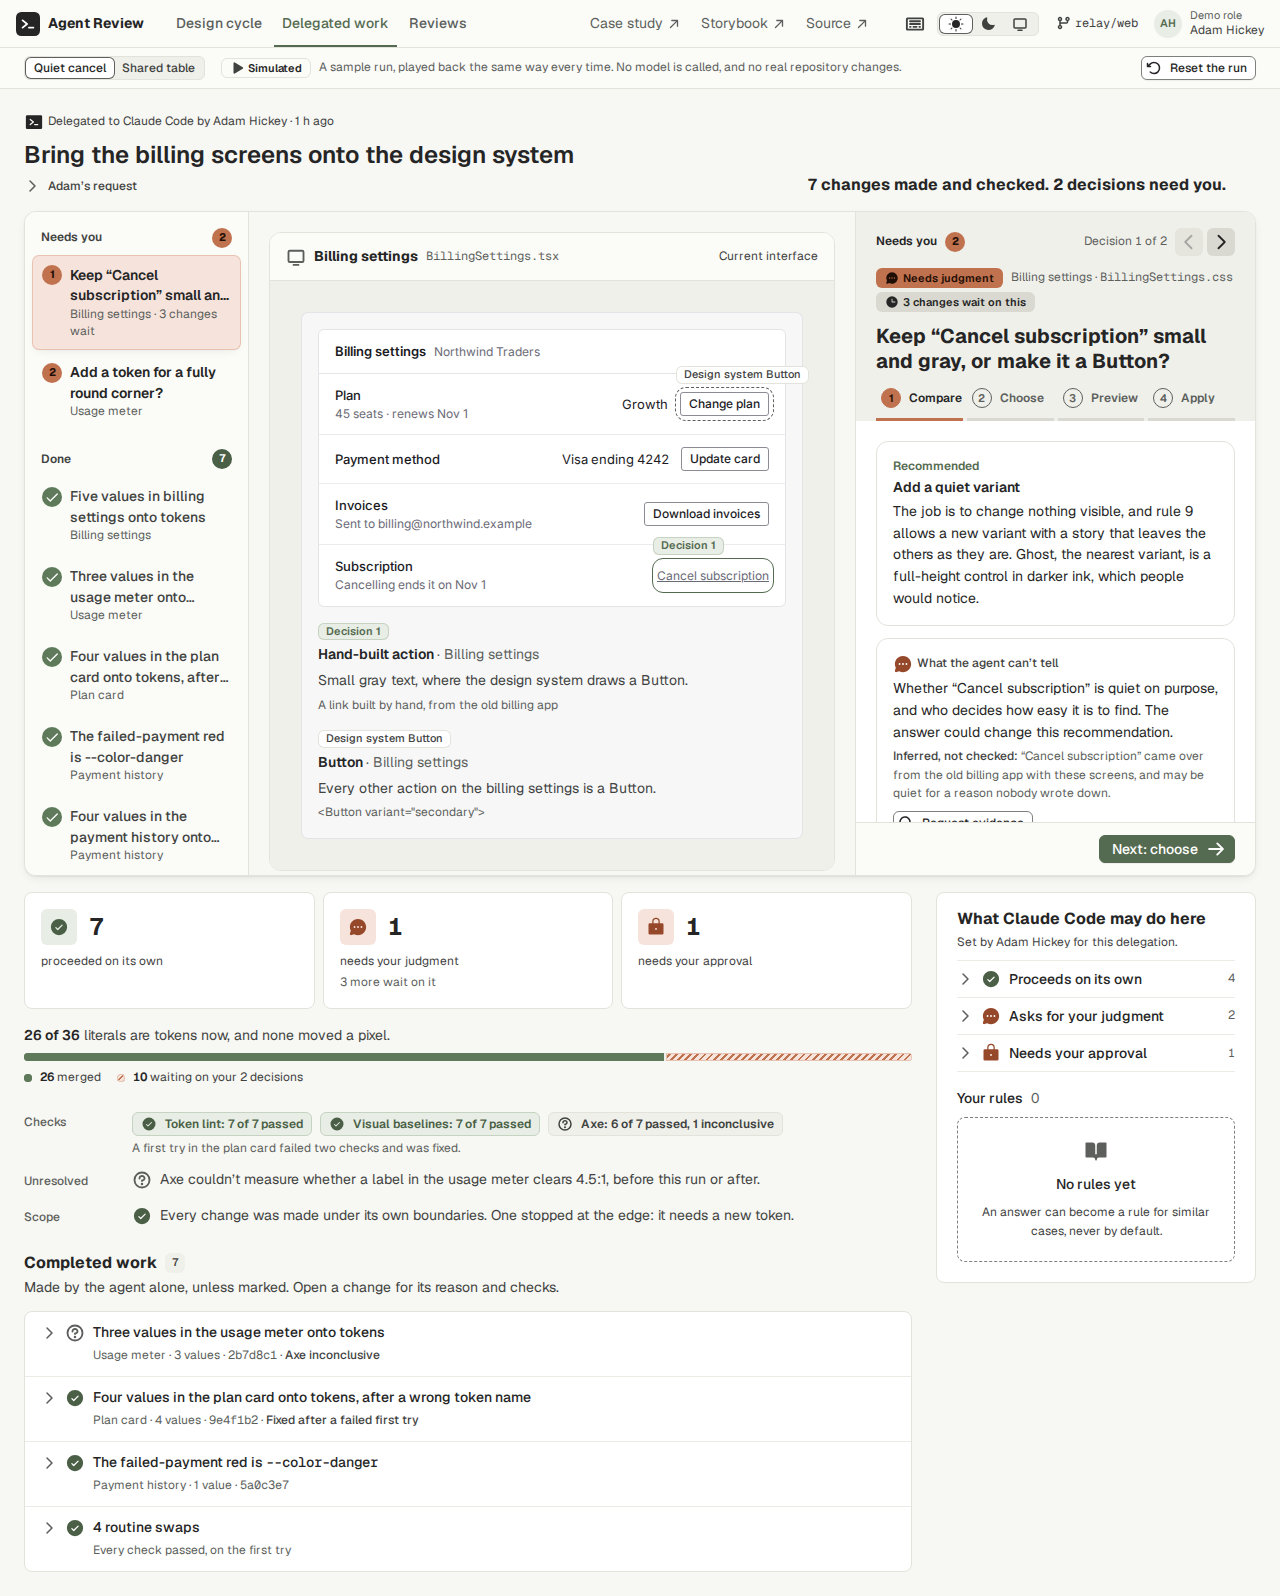 Agent Review
Design cycle
Delegated work
Reviews
Case study
Storybook
Source
relay/web
AH
Demo role
Adam Hickey
Quiet cancel
Shared table
Simulated
A sample run, played back the same way every time. No model is called, and no real repository changes.
Reset the run
Delegated to Claude Code by Adam Hickey · 1 h ago
Bring the billing screens onto the design system
Adam's request
7 changes made and checked. 2 decisions need you.
Needs you
2
1
Keep “Cancel
subscription” small an…
Billing settings · 3 changes
wait
2
Add a token for a fully
round corner?
Usage meter
Done
7
Five values in billing
settings onto tokens
Billing settings
Three values in the
usage meter onto…
Usage meter
Four values in the plan
card onto tokens, after…
Plan card
The failed-payment red
is --color-danger
Payment history
Four values in the
payment history onto…
Payment history
Billing settings
BillingSettings.tsx
Current interface
Billing settings
Northwind Traders
Design system Button
Plan
45 seats · renews Nov 1
Growth
Change plan
Payment method
Visa ending 4242
Update card
Invoices
Sent to billing@northwind.example
Download invoices
Decision 1
Subscription
Cancelling ends it on Nov 1
Cancel subscription
Decision 1
Hand-built action · Billing settings
Small gray text, where the design system draws a Button.
A link built by hand, from the old billing app
Design system Button
Button · Billing settings
Every other action on the billing settings is a Button.
<Button variant="secondary">
Needs you
2
Decision 1 of 2
Needs judgment
Billing settings · BillingSettings.css
3 changes wait on this
Keep “Cancel subscription” small
and gray, or make it a Button?
1 Compare
2 Choose
3 Preview
4 Apply
Recommended
Add a quiet variant
The job is to change nothing visible, and rule 9
allows a new variant with a story that leaves the
others as they are. Ghost, the nearest variant, is a
full-height control in darker ink, which people
would notice.
What the agent can't tell
Whether “Cancel subscription” is quiet on purpose,
and who decides how easy it is to find. The
answer could change this recommendation.
Inferred, not checked: “Cancel subscription” came over
from the old billing app with these screens, and may be
quiet for a reason nobody wrote down.
Request evidence
Next: choose
7
proceeded on its own
1
needs your judgment
3 more wait on it
1
needs your approval
26 of 36 literals are tokens now, and none moved a pixel.
26 merged
10 waiting on your 2 decisions
Checks
Token lint: 7 of 7 passed
Visual baselines: 7 of 7 passed
Axe: 6 of 7 passed, 1 inconclusive
A first try in the plan card failed two checks and was fixed.
Unresolved
Axe couldn't measure whether a label in the usage meter clears 4.5:1, before this run or after.
Scope
Every change was made under its own boundaries. One stopped at the edge: it needs a new token.
What Claude Code may do here
Set by Adam Hickey for this delegation.
Proceeds on its own
4
Asks for your judgment
2
Needs your approval
1
Your rules 0
No rules yet
An answer can become a rule for similar
cases, never by default.
Completed work
7
Made by the agent alone, unless marked. Open a change for its reason and checks.
Three values in the usage meter onto tokens
Usage meter · 3 values · 2b7d8c1 · Axe inconclusive
Four values in the plan card onto tokens, after a wrong token name
Plan card · 4 values · 9e4f1b2 · Fixed after a failed first try
The failed-payment red is --color-danger
Payment history · 1 value · 5a0c3e7
4 routine swaps
Every check passed, on the first try